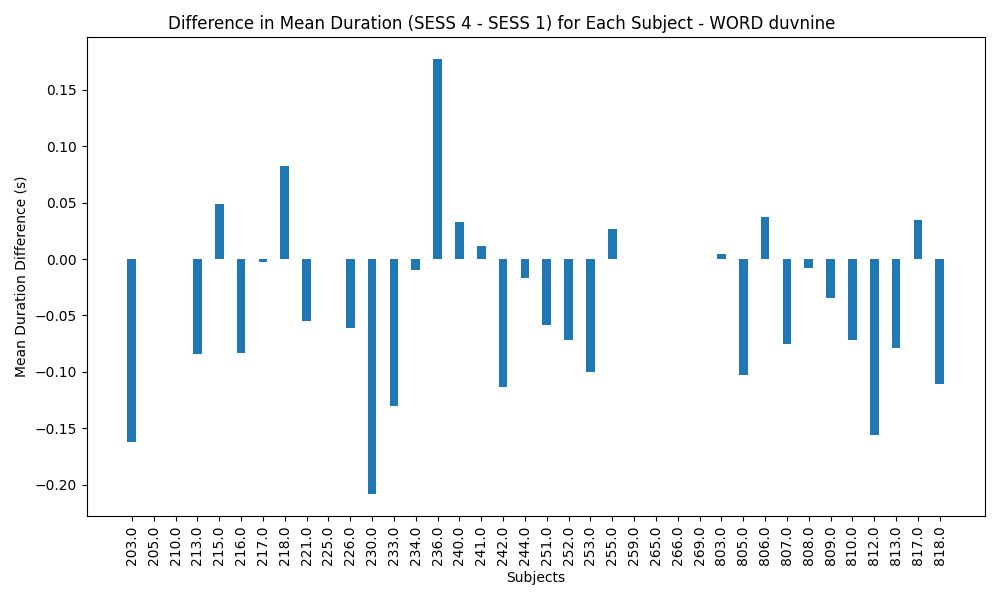 Difference in Mean Duration (SESS 4 - SESS 1) for Each Subject - WORD duvnine
Mean Duration Difference (s)
0.15
0.10
0.05
0.00
−0.05
−0.10
−0.15
−0.20
203.0 205.0 210.0 213.0 215.0 216.0 217.0 218.0 221.0 225.0 226.0 230.0 233.0 234.0 236.0 240.0 241.0 242.0 244.0 251.0 252.0 253.0 255.0 259.0 265.0 266.0 269.0 803.0 805.0 806.0 807.0 808.0 809.0 810.0 812.0 813.0 817.0 818.0
Subjects